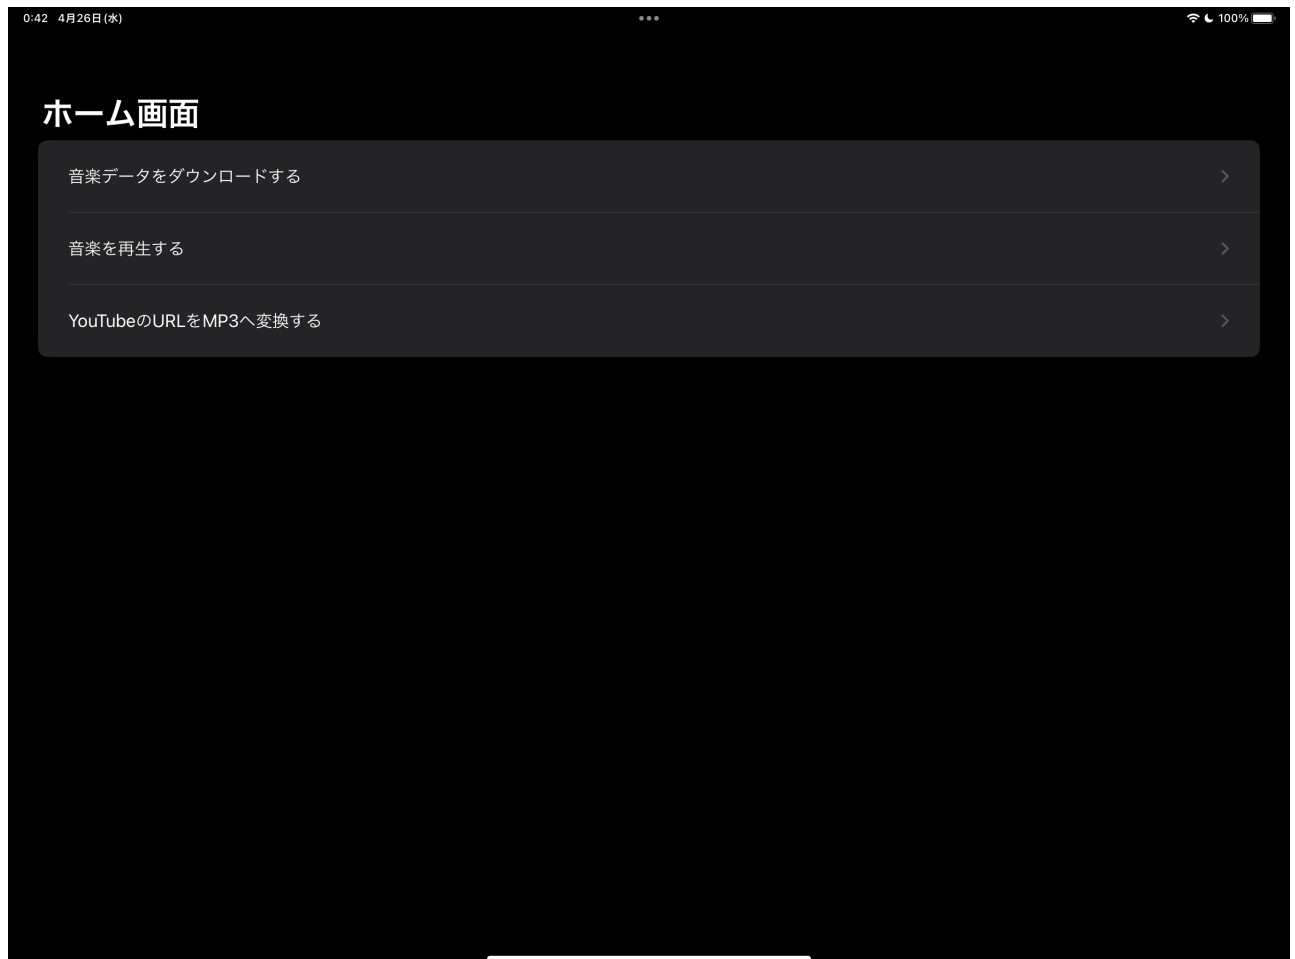 0:42 4月26日(水) 100%
ホーム画面
音楽データをダウンロードする
音楽を再生する
YouTubeのURLをMP3へ変換する